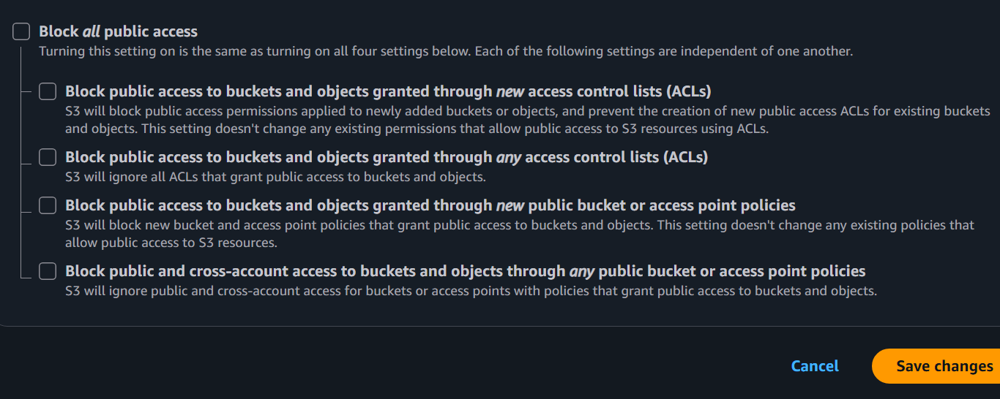 Block all public access
Turning this setting on is the same as turning on all four settings below. Each of the following settings are independent of one another.
Block public access to buckets and objects granted through new access control lists (ACLs)
S3 will block public access permissions applied to newly added buckets or objects, and prevent the creation of new public access ACLs for existing buckets
and objects. This setting doesn't change any existing permissions that allow public access to S3 resources using ACLs.
Block public access to buckets and objects granted through any access control lists (ACLs)
S3 will ignore all ACLs that grant public access to buckets and objects.
Block public access to buckets and objects granted through new public bucket or access point policies
S3 will block new bucket and access point policies that grant public access to buckets and objects. This setting doesn't change any existing policies that
allow public access to S3 resources.
Block public and cross-account access to buckets and objects through any public bucket or access point policies
S3 will ignore public and cross-account access for buckets or access points with policies that grant public access to buckets and objects.
Cancel
Save changes